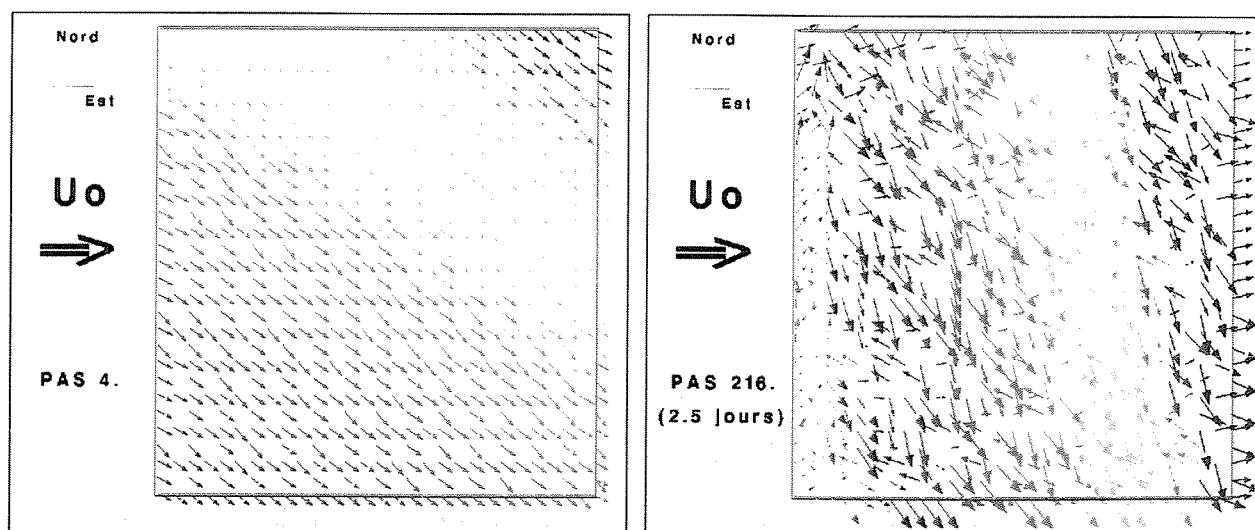 Nord
Est
Uo
PAS 4.
Nord
Est
Uo
PAS 216.
(2.5 jours)